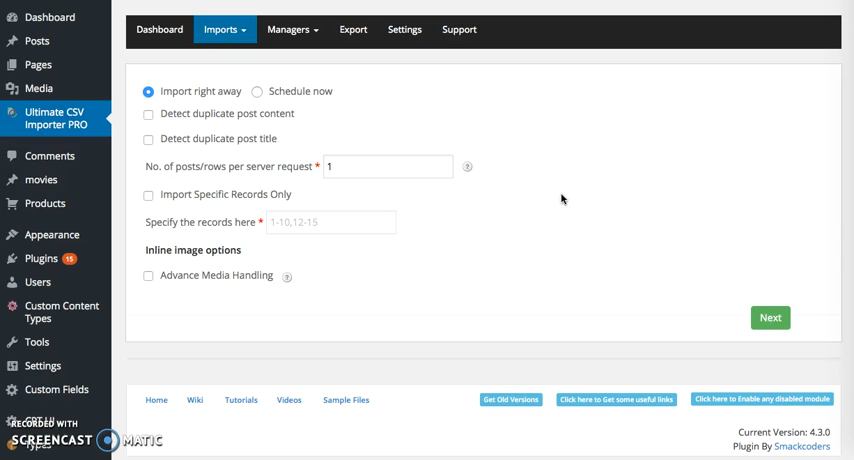 Dashboard
Posts
Pages
Media
Ultimate CSV
Importer PRO
Comments
movies
Products
Appearance
Plugins 15
Users
Custom Content
Types
Tools
Settings
Custom Fields
CPT UI
Types
RECORDED WITH
SCREENCAST MATIC
Dashboard Imports Managers Export Settings Support
Import right away Schedule now
Detect duplicate post content
Detect duplicate post title
No. of posts/rows per server request * 1 ?
Import Specific Records Only
Specify the records here * 1-10,12-15
Inline image options
Advance Media Handling ?
Next
Home Wiki Tutorials Videos Sample Files Get Old Versions Click here to Get some useful links Click here to Enable any disabled module
Current Version: 4.3.0
Plugin By Smackcoders